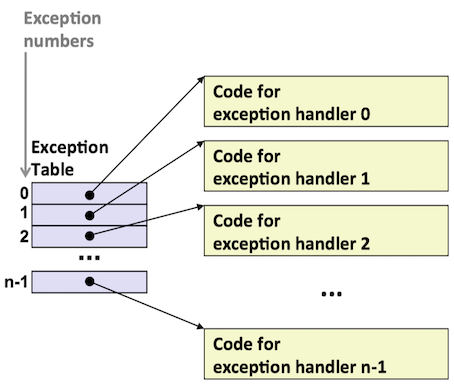 Exception
numbers
Exception
Table
0
1
2
...
n-1
Code for
exception handler 0
Code for
exception handler 1
Code for
exception handler 2
...
Code for
exception handler n-1